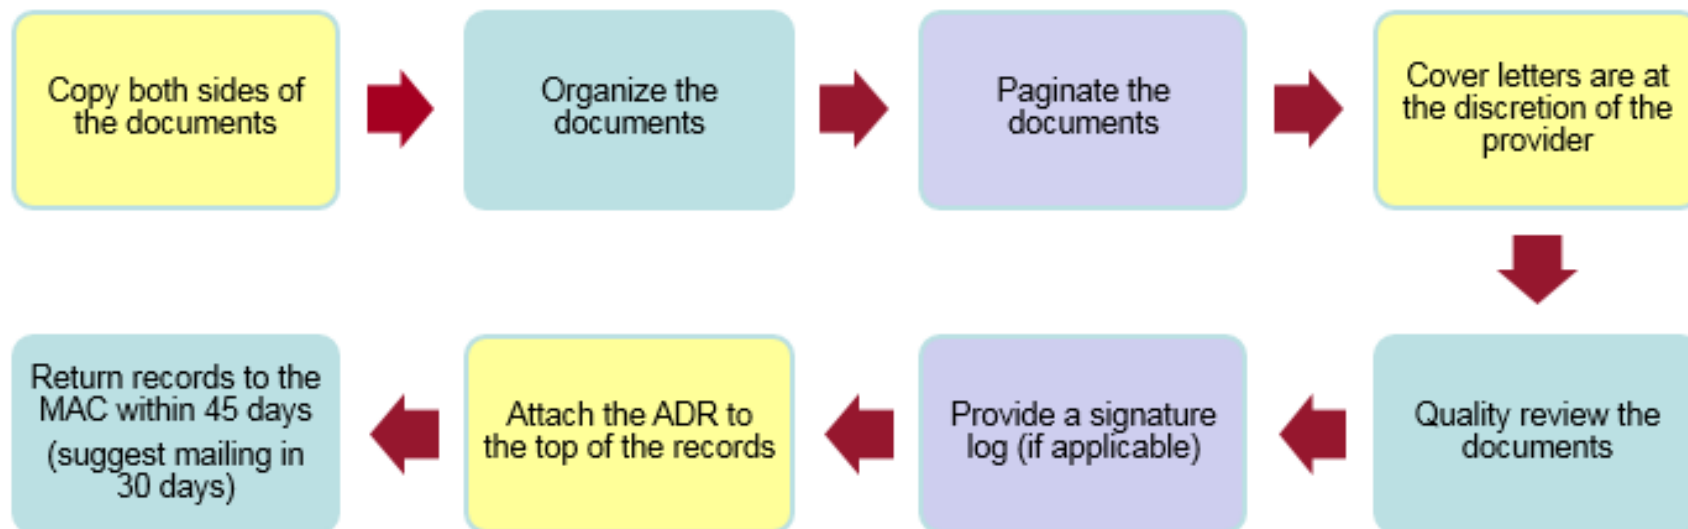 Copy both sides of
the documents
Organize the
documents
Paginate the
documents
Cover letters are at
the discretion of the
provider
Quality review the
documents
Provide a signature
log (if applicable)
Attach the ADR to
the top of the records
Return records to the
MAC within 45 days
(suggest mailing in
30 days)